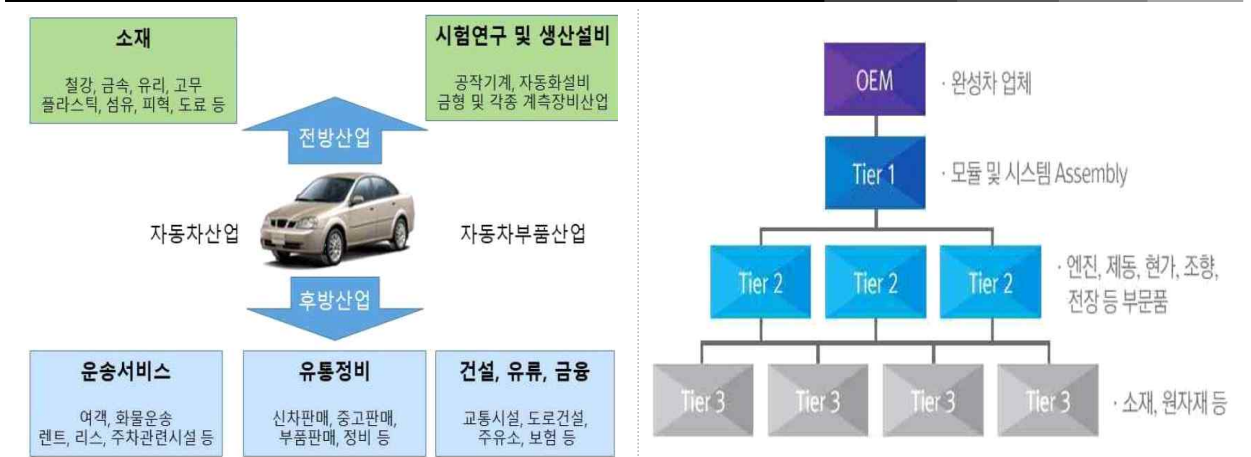 소재
철강, 금속, 유리, 고무
플라스틱, 섬유, 피혁, 도료 등
시험연구 및 생산설비
공작기계, 자동화설비
금형 및 각종 계측장비산업
전방산업
자동차산업
자동차부품산업
후방산업
운송서비스
여객, 화물운송
렌트, 리스, 주차관련시설 등
유통정비
신차판매, 중고판매,
부품판매, 정비 등
건설, 유류, 금융
교통시설, 도로건설,
주유소, 보험 등
OEM
· 완성차 업체
Tier 1
· 모듈 및 시스템 Assembly
Tier 2
Tier 2
Tier 2
· 엔진, 제동, 현가, 조향,
전장 등 부문품
Tier 3
Tier 3
Tier 3
Tier 3
· 소재, 원자재 등